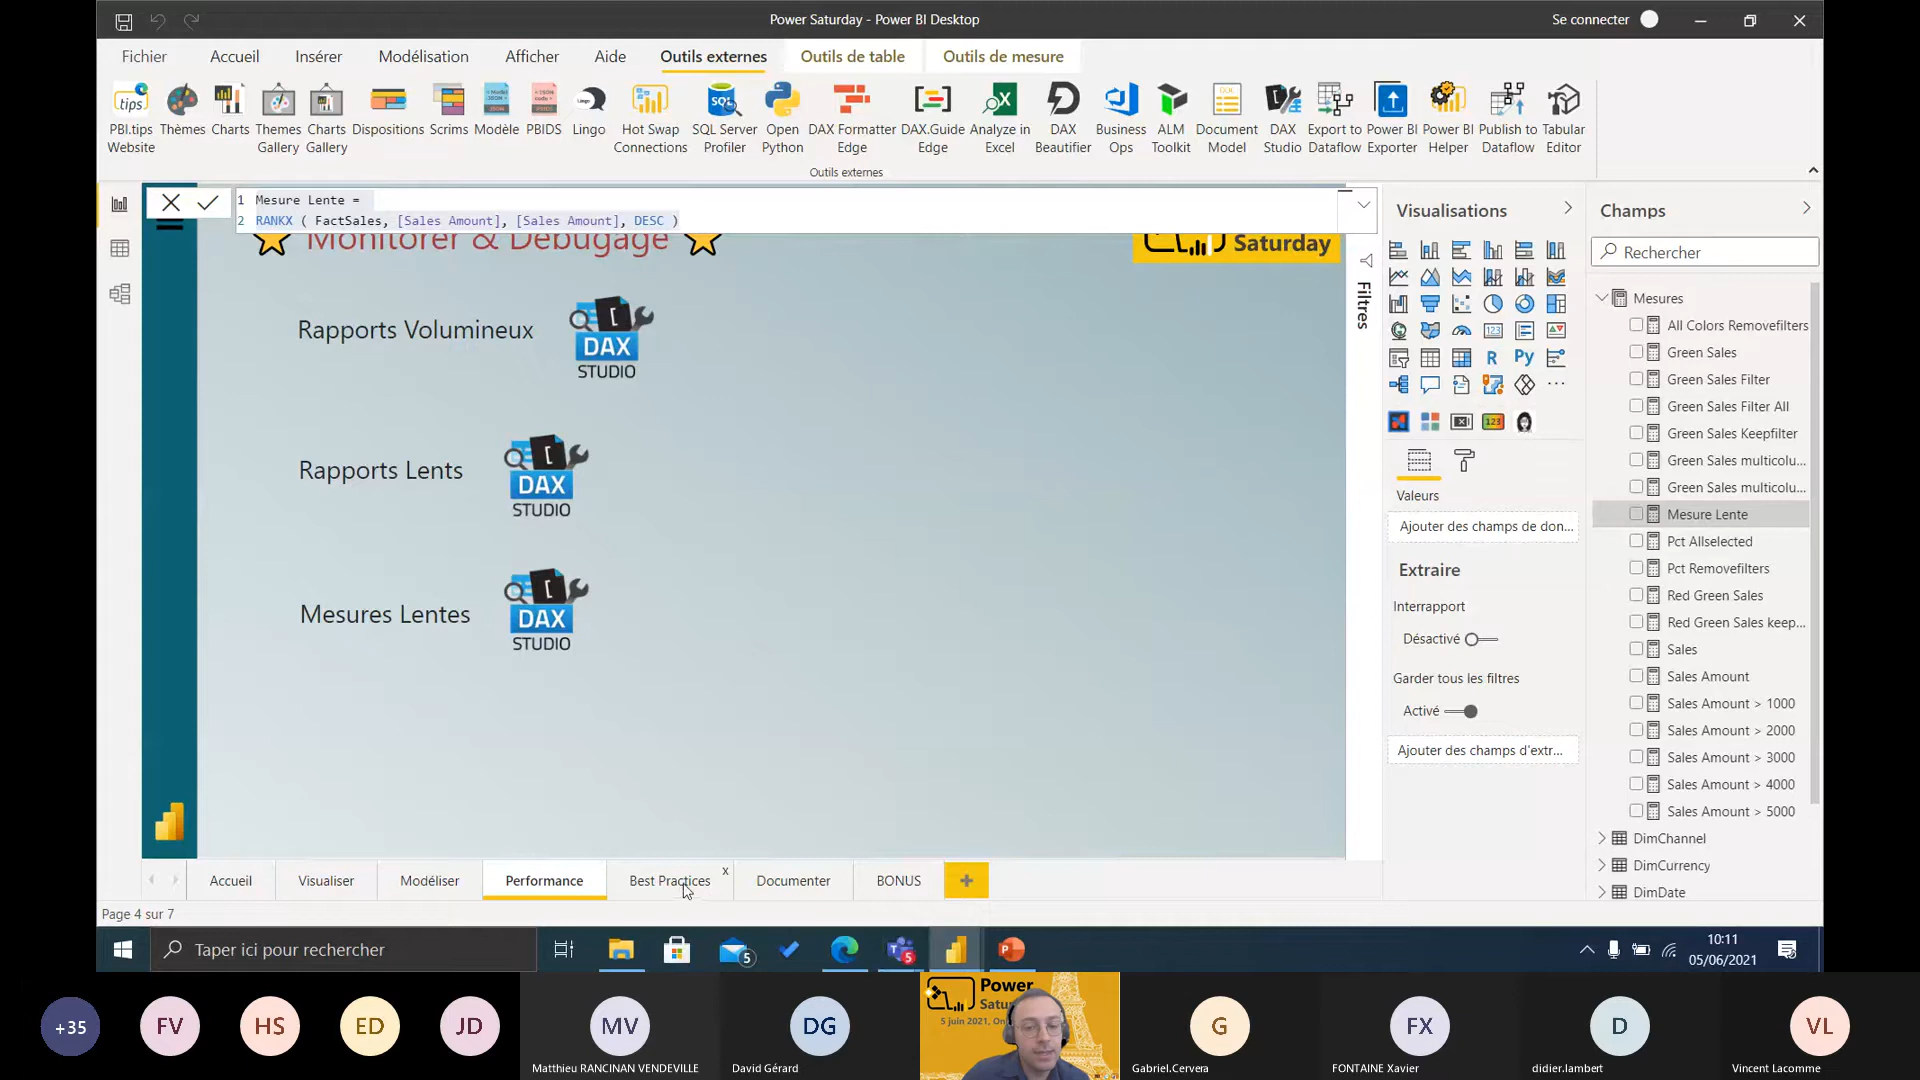 Power Saturday - Power BI Desktop
Se connecter
Fichier
Accueil
Insérer
Modélisation
Afficher
Aide
Outils externes
Outils de table
Outils de mesure
PBI.tips Website
Thèmes
Charts
Themes Gallery
Charts Gallery
Dispositions
Scrims
Modèle
PBIDS
Lingo
Hot Swap Connections
SQL Server Profiler
Open Python
DAX Formatter Edge
DAX.Guide Edge
Analyze in Excel
DAX Beautifier
Business Ops
ALM Toolkit
Document Model
DAX Studio
Export to Dataflow
Power BI Exporter
Power BI Helper
Publish to Dataflow
Tabular Editor
Outils externes
1 Mesure Lente =
2 RANKX ( FactSales, [Sales Amount], [Sales Amount], DESC )
Monitorer & Debugage
Saturday
Rapports Volumineux
DAX
STUDIO
Rapports Lents
DAX
STUDIO
Mesures Lentes
DAX
STUDIO
Filtres
Visualisations
Valeurs
Ajouter des champs de don...
Extraire
Interrapport
Désactivé
Garder tous les filtres
Activé
Ajouter des champs d'extr...
Champs
Rechercher
Mesures
All Colors Removefilters
Green Sales
Green Sales Filter
Green Sales Filter All
Green Sales Keepfilter
Green Sales multicolu...
Green Sales multicolu...
Mesure Lente
Pct Allselected
Pct Removefilters
Red Green Sales
Red Green Sales keep...
Sales
Sales Amount
Sales Amount > 1000
Sales Amount > 2000
Sales Amount > 3000
Sales Amount > 4000
Sales Amount > 5000
DimChannel
DimCurrency
DimDate
Accueil
Visualiser
Modéliser
Performance
Best Practices
x
Documenter
BONUS
+
Page 4 sur 7
Taper ici pour rechercher
5
5
10:11
05/06/2021
+35
FV
HS
ED
JD
MV
Matthieu RANCINAN VENDEVILLE
DG
David Gérard
Power
Satu
5 juin 2021, On
G
Gabriel.Cervera
FX
FONTAINE Xavier
D
didier.lambert
VL
Vincent Lacomme